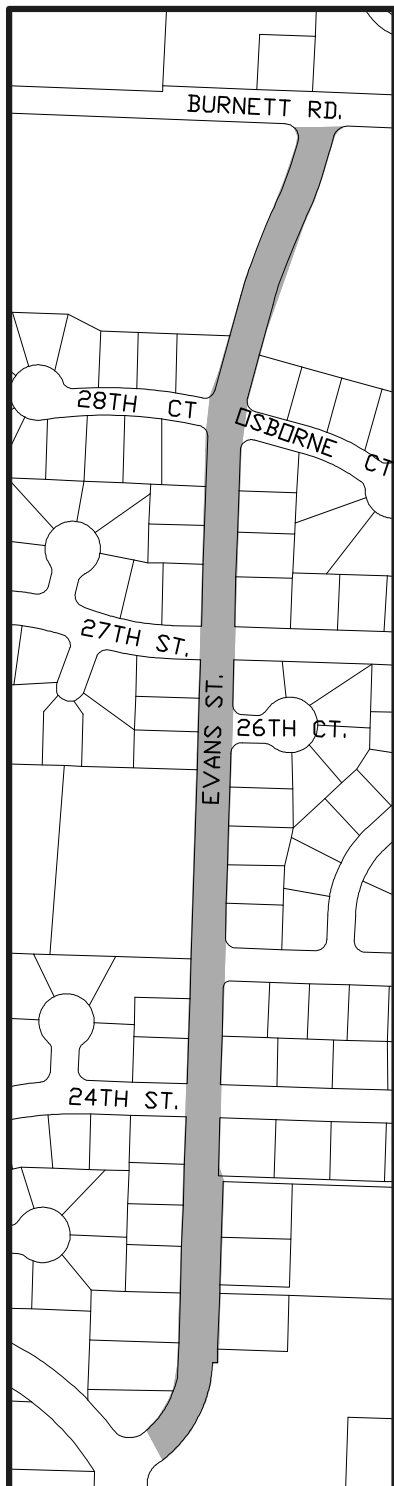 BURNETT RD.
28TH CT
OSBORNE CT
27TH ST.
EVANS ST.
26TH CT.
24TH ST.